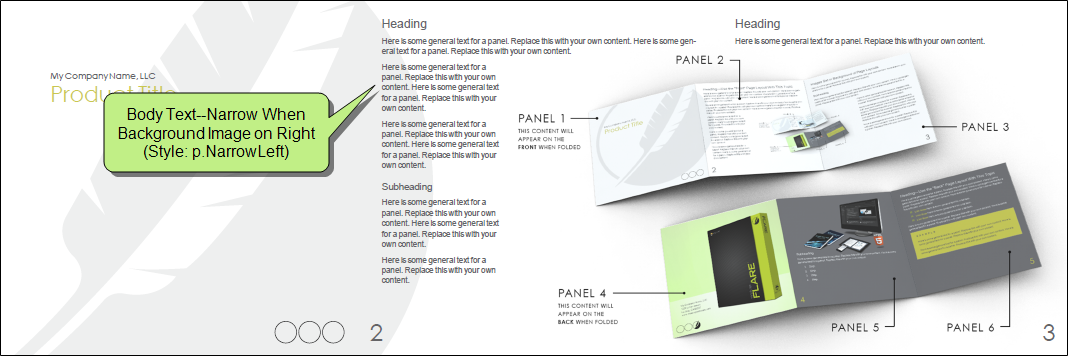 My Company Name, LLC
Product Title
Body Text--Narrow When
Background Image on Right
(Style: p.NarrowLeft)
2
Heading
Here is some general text for a panel. Replace this with your own content. Here is some gen-
eral text for a panel. Replace this with your own content.
Here is some general text for a
panel. Replace this with your own
content. Here is some general text
for a panel. Replace this with your
own content.
Here is some general text for a
panel. Replace this with your own
content. Here is some general text
for a panel. Replace this with your
own content.
Subheading
Here is some general text for a
panel. Replace this with your own
content. Here is some general text
for a panel. Replace this with your
own content.
Here is some general text for a
panel. Replace this with your own
content.
Heading
Here is some general text for a panel. Replace this with your own content.
PANEL 1
THIS CONTENT WILL
APPEAR ON THE
FRONT WHEN FOLDED
PANEL 2
PANEL 3
Product Title
2
3
PANEL 4
THIS CONTENT WILL
APPEAR ON THE
BACK WHEN FOLDED
FLARE
4
5
PANEL 5
PANEL 6
3